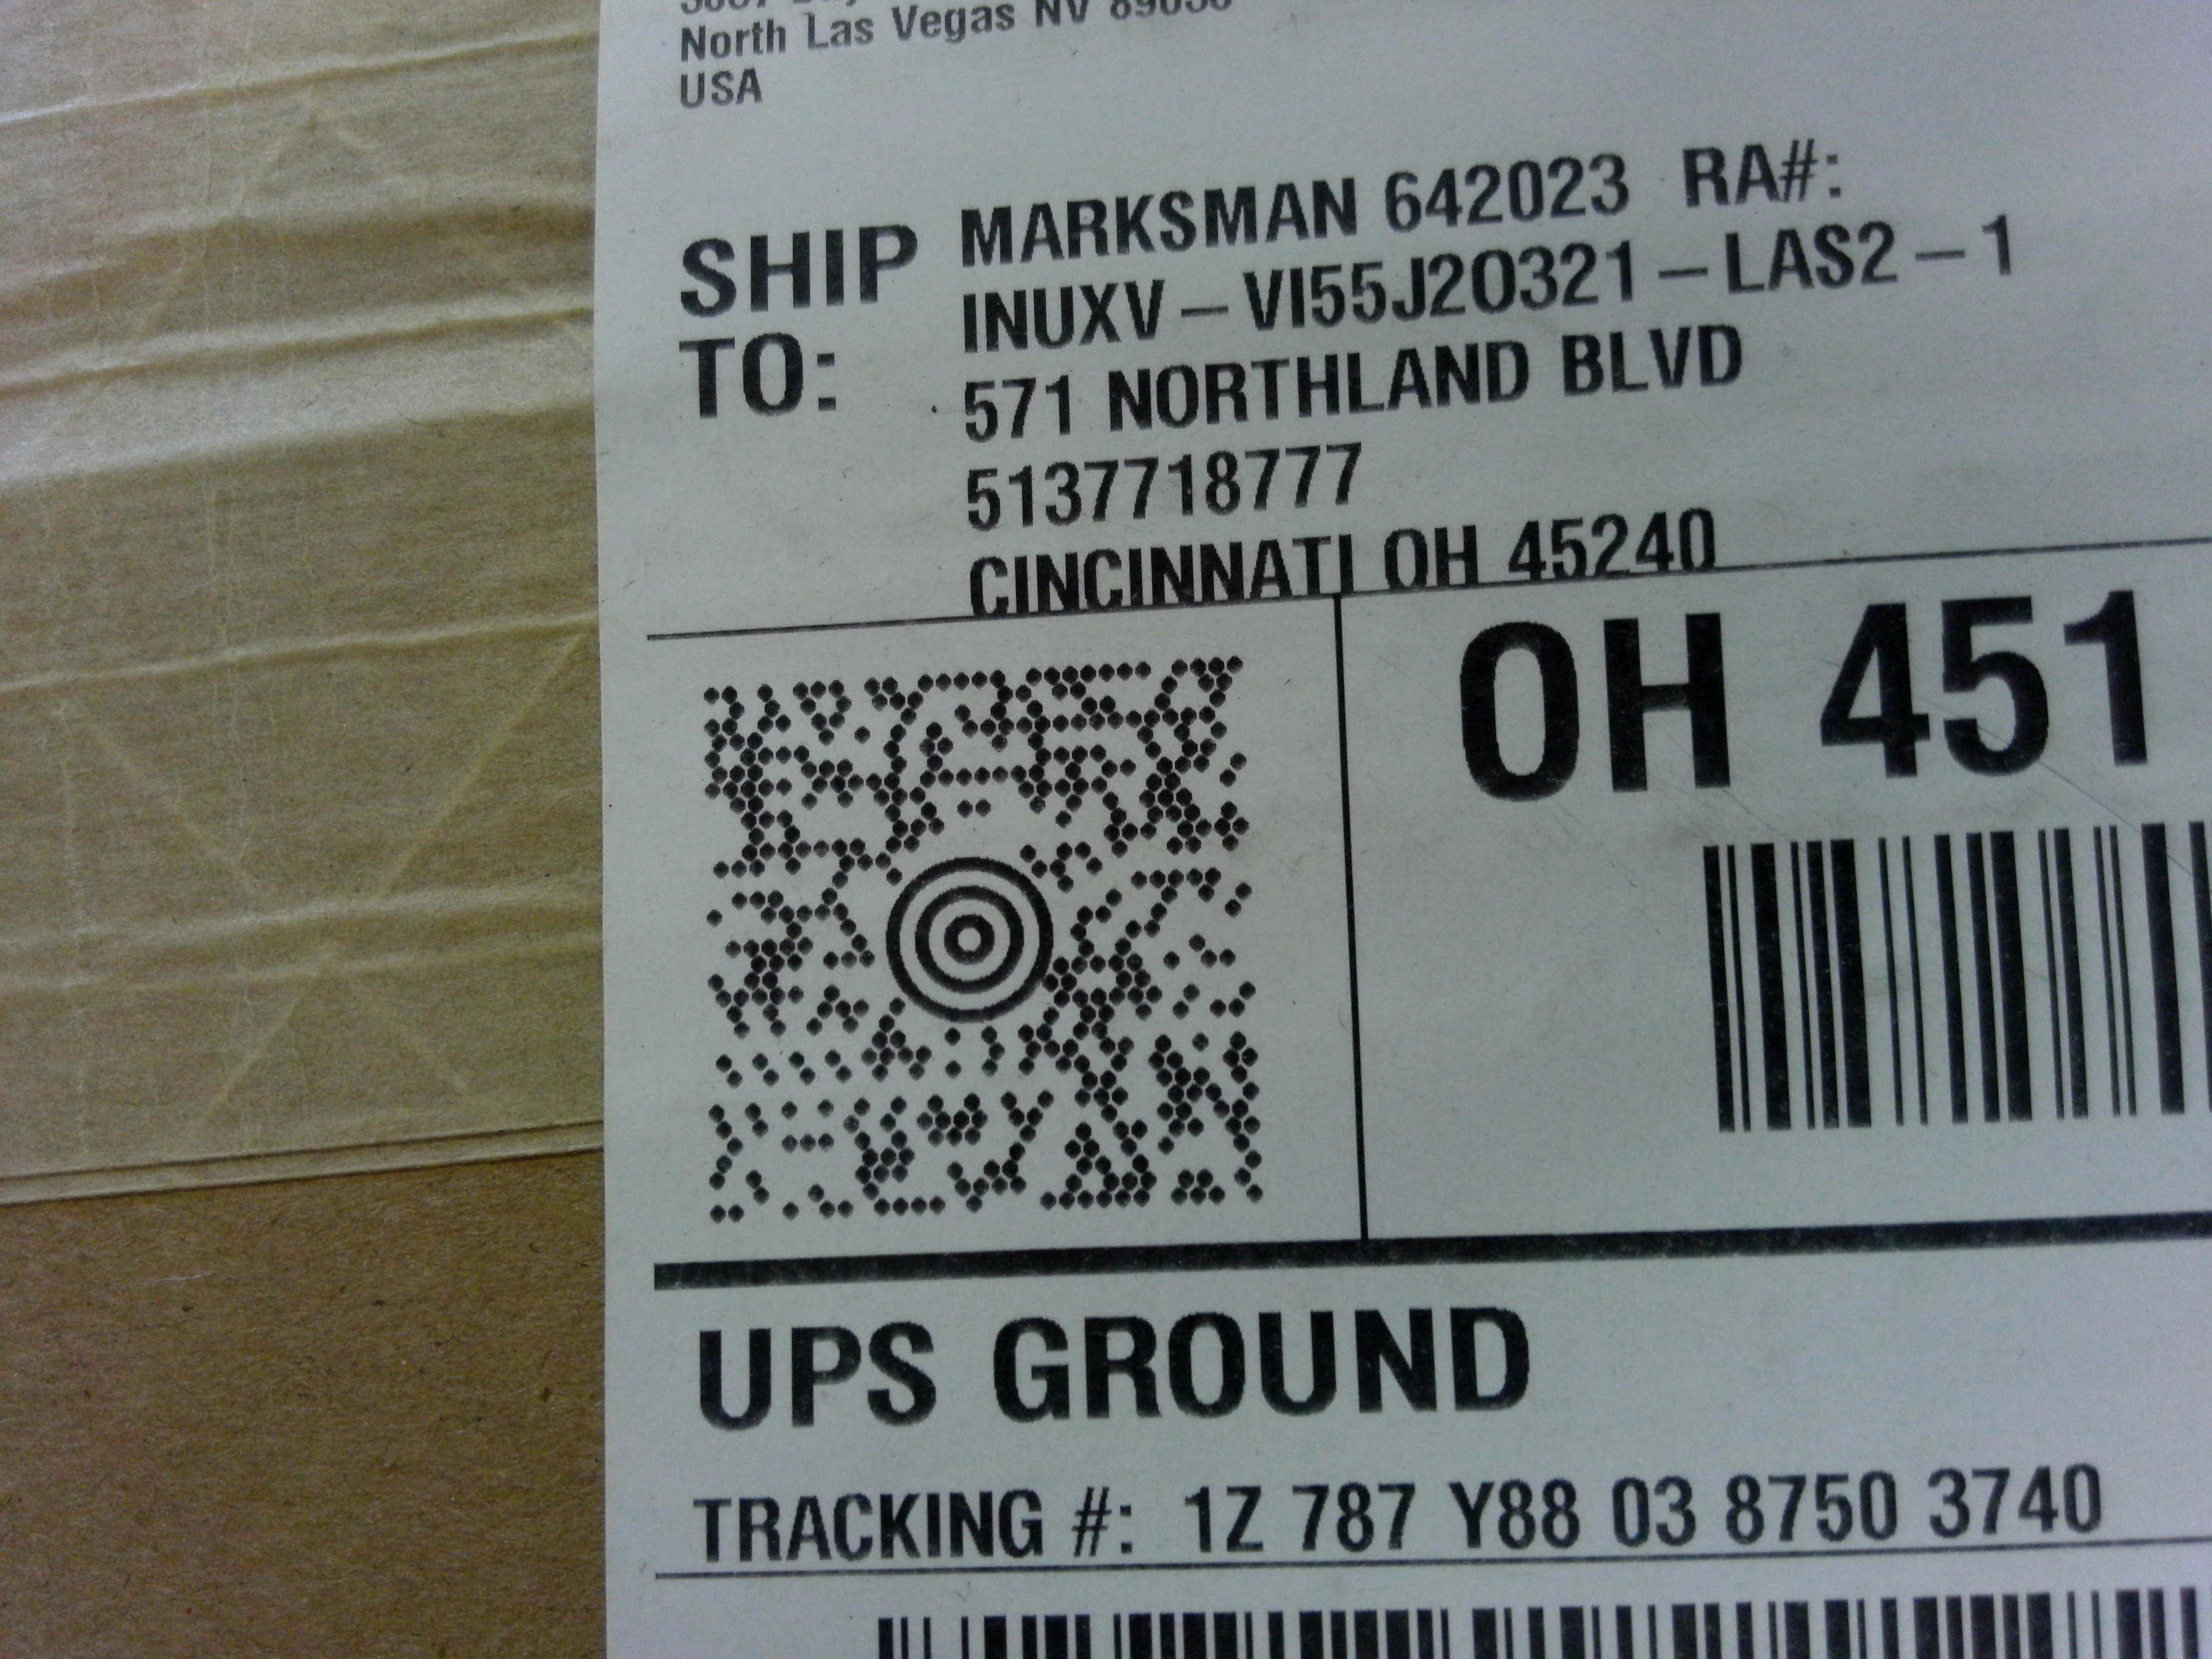 North Las Vegas NV
USA
SHIP TO:
MARKSMAN 642023 RA#:
INUXV – VI55J2O321 – LAS2 – 1
571 NORTHLAND BLVD
5137718777
CINCINNATI OH 45240
OH 451
UPS GROUND
TRACKING #: 1Z 787 Y88 03 8750 3740